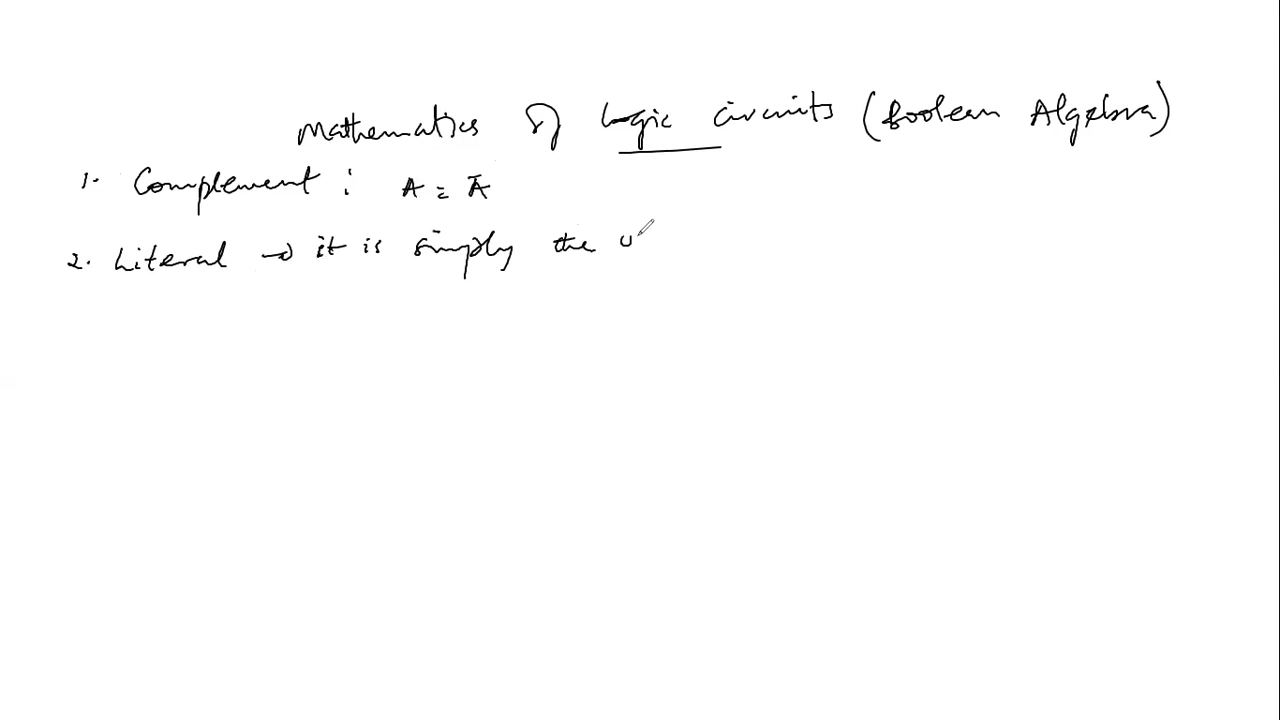 Mathematics of Logic circuits (Boolean Algebra)
1. Complement : A = Ā
2. Literal → it is simply the